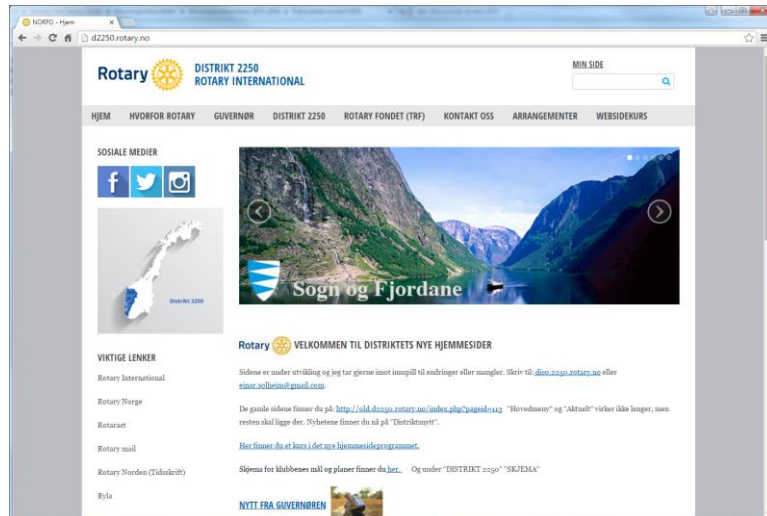 NORFO - Hjem
d2250.rotary.no
Rotary
DISTRIKT 2250
ROTARY INTERNATIONAL
MIN SIDE
HJEM HVORFOR ROTARY GUVERNØR DISTRIKT 2250 ROTARY FONDET (TRF) KONTAKT OSS ARRANGEMENTER WEBSIDEKURS
SOSIALE MEDIER
Distrikt 2250
Sogn og Fjordane
VIKTIGE LENKER
Rotary International
Rotary Norge
Rotaract
Rotary mail
Rotary Norden (Tidsskrift)
Ryla
Rotary VELKOMMEN TIL DISTRIKTETS NYE HJEMMESIDER
Sidene er under utvikling og jeg tar gjerne imot innspill til endringer eller mangler. Skriv til: dico.2250.rotary.no eller
einar.solheim@gmail.com.
De gamle sidene finner du på: http://old.d2250.rotary.no/index.php?pageid=113 "Hovedmeny" og "Aktuelt" virker ikke lenger, men
resten skal ligge der. Nyhetene finner du nå på "Distriktsnytt".
Her finner du et kurs i det nye hjemmesideprogrammet.
Skjema for klubbenes mål og planer finner du her. Og under "DISTRIKT 2250" "SKJEMA"
NYTT FRA GUVERNØREN